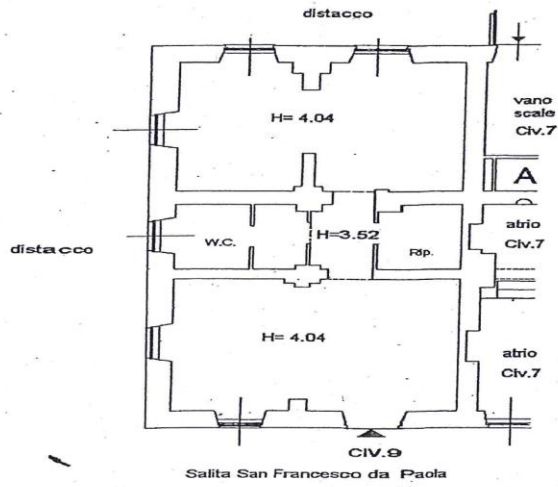 distacco
H= 4.04
vano
scale
Civ.7
A
atrio
Civ.7
W.C.
H=3.52
Rip.
distacco
H= 4.04
atrio
Civ.7
CIV.9
Salita San Francesco da Paola